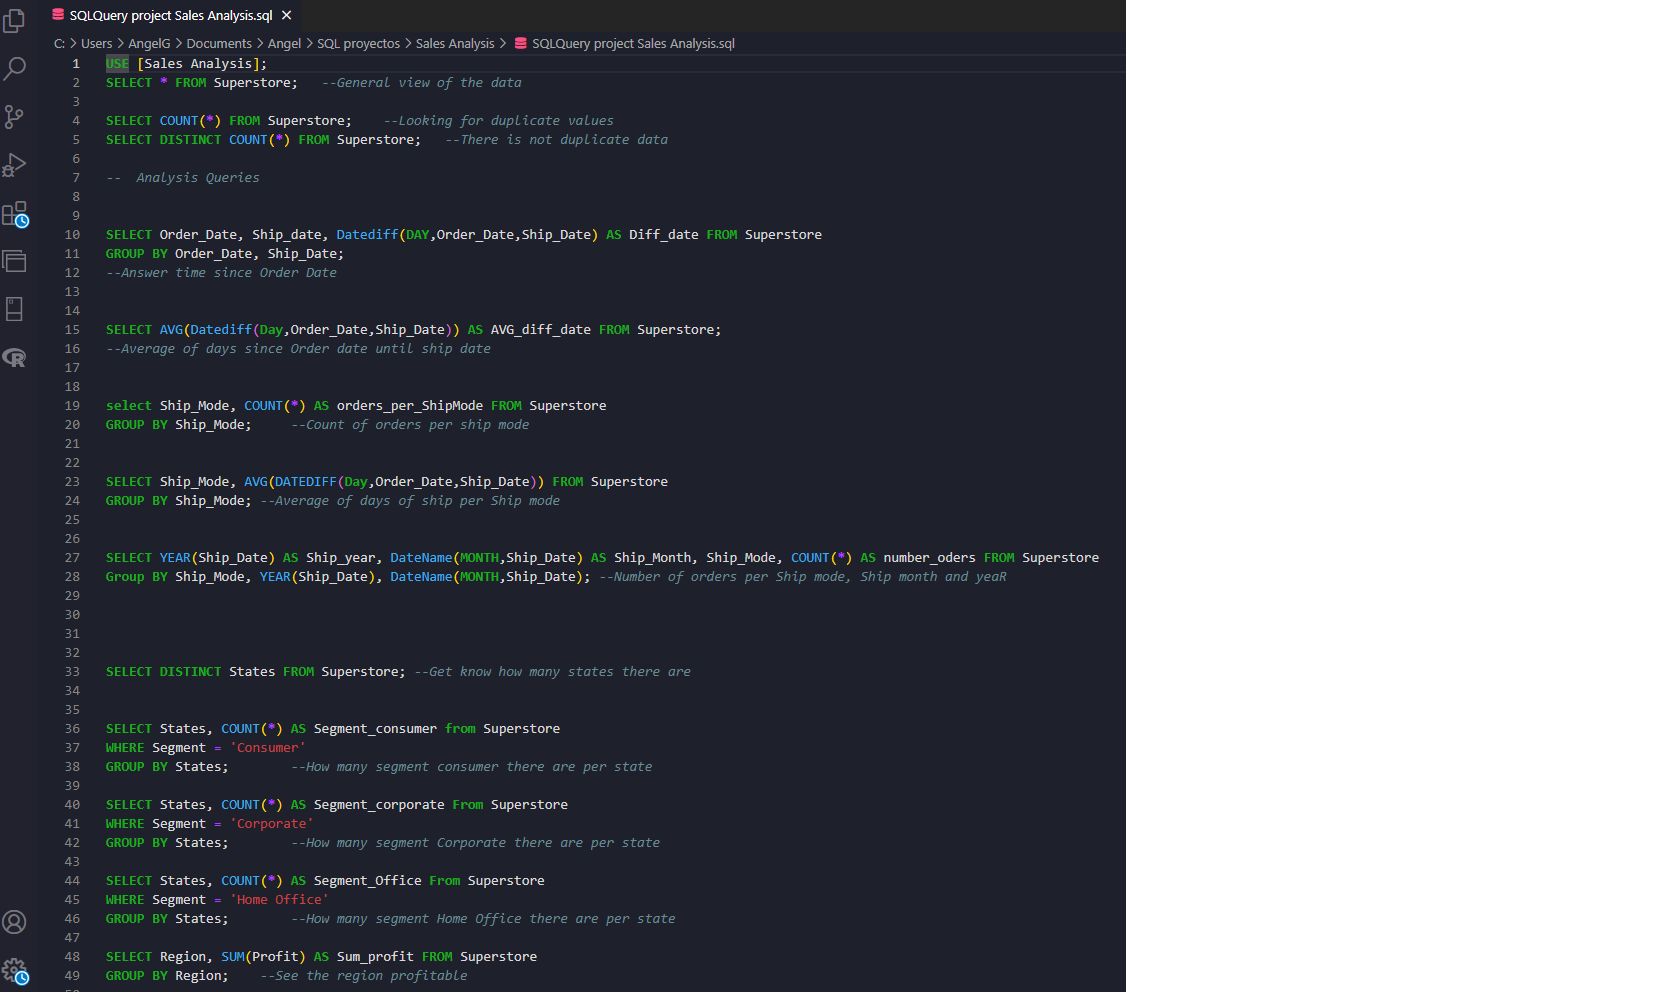 SQLQuery project Sales Analysis.sql
C: > Users > AngelG > Documents > Angel > SQL proyectos > Sales Analysis > SQLQuery project Sales Analysis.sql
1 USE [Sales Analysis];
2 SELECT * FROM Superstore; --General view of the data
3
4 SELECT COUNT(*) FROM Superstore; --Looking for duplicate values
5 SELECT DISTINCT COUNT(*) FROM Superstore; --There is not duplicate data
6
7 -- Analysis Queries
8
9
10 SELECT Order_Date, Ship_date, Datediff(DAY,Order_Date,Ship_Date) AS Diff_date FROM Superstore
11 GROUP BY Order_Date, Ship_Date;
12 --Answer time since Order Date
13
14
15 SELECT AVG(Datediff(Day,Order_Date,Ship_Date)) AS AVG_diff_date FROM Superstore;
16 --Average of days since Order date until ship date
17
18
19 select Ship_Mode, COUNT(*) AS orders_per_ShipMode FROM Superstore
20 GROUP BY Ship_Mode; --Count of orders per ship mode
21
22
23 SELECT Ship_Mode, AVG(DATEDIFF(Day,Order_Date,Ship_Date)) FROM Superstore
24 GROUP BY Ship_Mode; --Average of days of ship per Ship mode
25
26
27 SELECT YEAR(Ship_Date) AS Ship_year, DateName(MONTH,Ship_Date) AS Ship_Month, Ship_Mode, COUNT(*) AS number_oders FROM Superstore
28 Group BY Ship_Mode, YEAR(Ship_Date), DateName(MONTH,Ship_Date); --Number of orders per Ship mode, Ship month and yeaR
29
30
31
32
33 SELECT DISTINCT States FROM Superstore; --Get know how many states there are
34
35
36 SELECT States, COUNT(*) AS Segment_consumer from Superstore
37 WHERE Segment = 'Consumer'
38 GROUP BY States; --How many segment consumer there are per state
39
40 SELECT States, COUNT(*) AS Segment_corporate From Superstore
41 WHERE Segment = 'Corporate'
42 GROUP BY States; --How many segment Corporate there are per state
43
44 SELECT States, COUNT(*) AS Segment_Office From Superstore
45 WHERE Segment = 'Home Office'
46 GROUP BY States; --How many segment Home Office there are per state
47
48 SELECT Region, SUM(Profit) AS Sum_profit FROM Superstore
49 GROUP BY Region; --See the region profitable